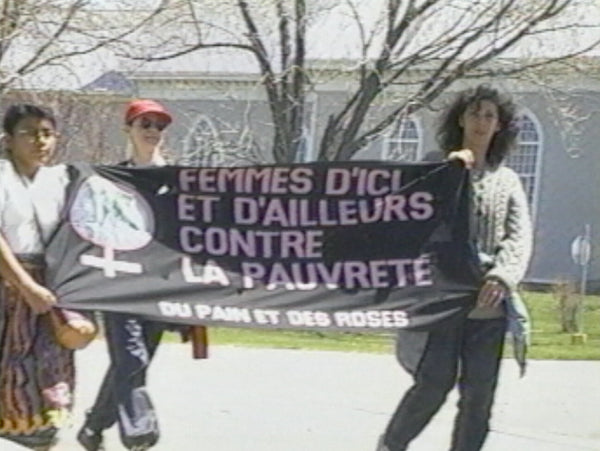 FEMMES D'ICI
ET D'AILLEURS
CONTRE
LA PAUVRETÉ
DU PAIN ET DES ROSES